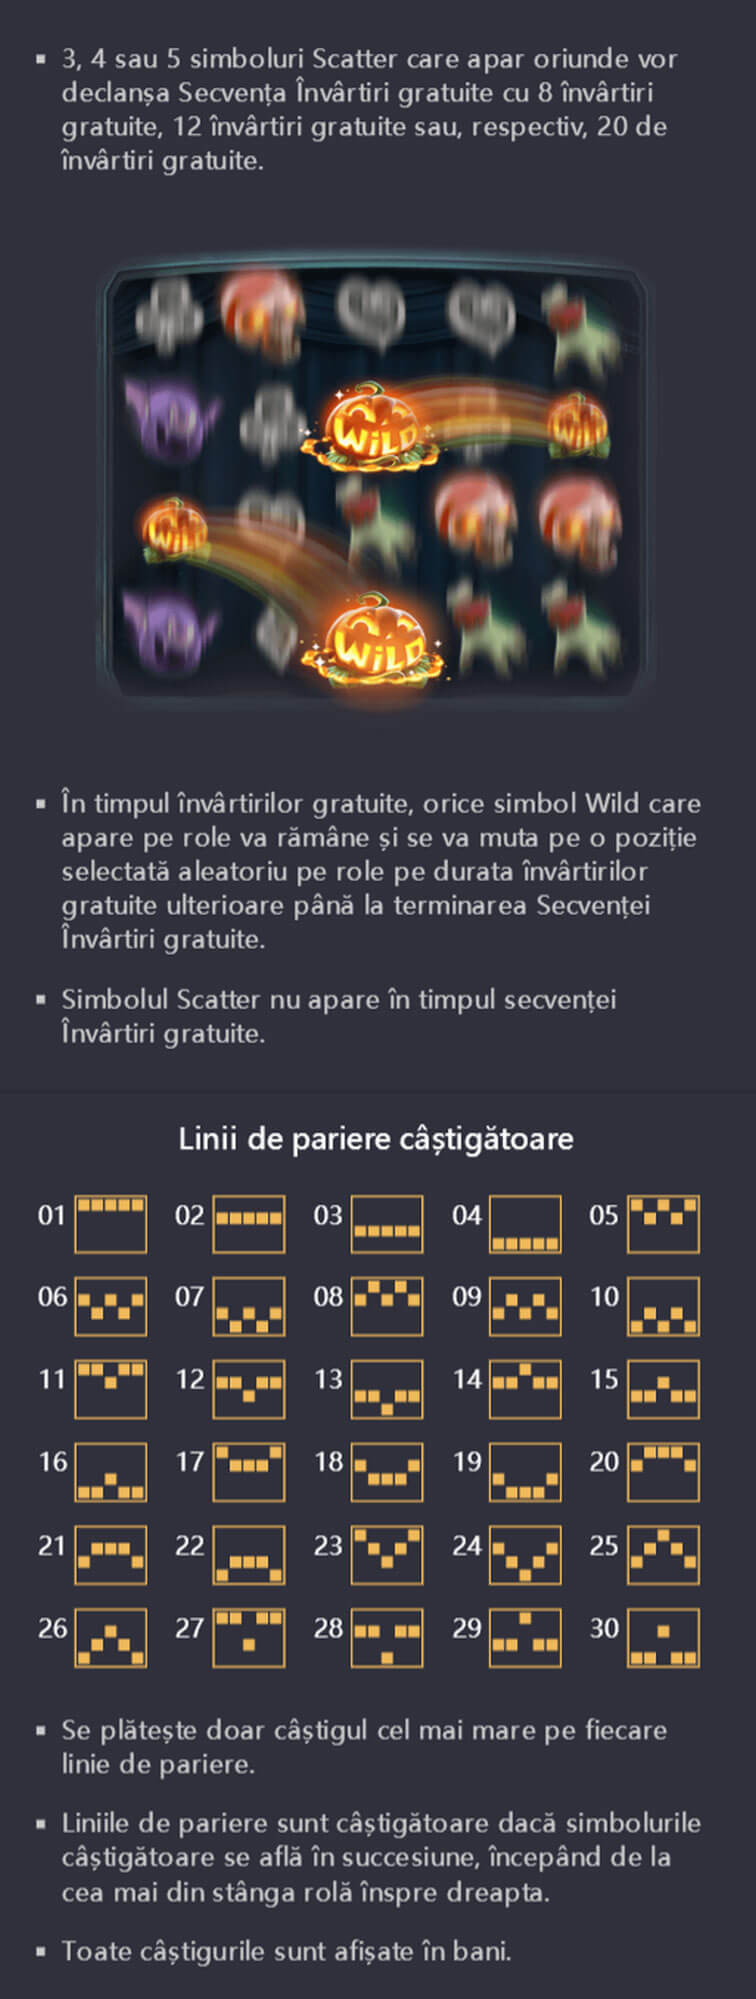 ▪ 3, 4 sau 5 simboluri Scatter care apar oriunde vor
declanșa Secvența Învârtiri gratuite cu 8 învârtiri
gratuite, 12 învârtiri gratuite sau, respectiv, 20 de
învârtiri gratuite.
WILD
WILD
WILD
WILD
▪ În timpul învârtirilor gratuite, orice simbol Wild care
apare pe role va rămâne și se va muta pe o poziție
selectată aleatoriu pe role pe durata învârtirilor
gratuite ulterioare până la terminarea Secvenței
Învârtiri gratuite.
▪ Simbolul Scatter nu apare în timpul secvenței
Învârtiri gratuite.
Linii de pariere câștigătoare
01 02 03 04 05
06 07 08 09 10
11 12 13 14 15
16 17 18 19 20
21 22 23 24 25
26 27 28 29 30
▪ Se plătește doar câștigul cel mai mare pe fiecare
linie de pariere.
▪ Liniile de pariere sunt câștigătoare dacă simbolurile
câștigătoare se află în succesiune, începând de la
cea mai din stânga rolă înspre dreapta.
▪ Toate câștigurile sunt afișate în bani.